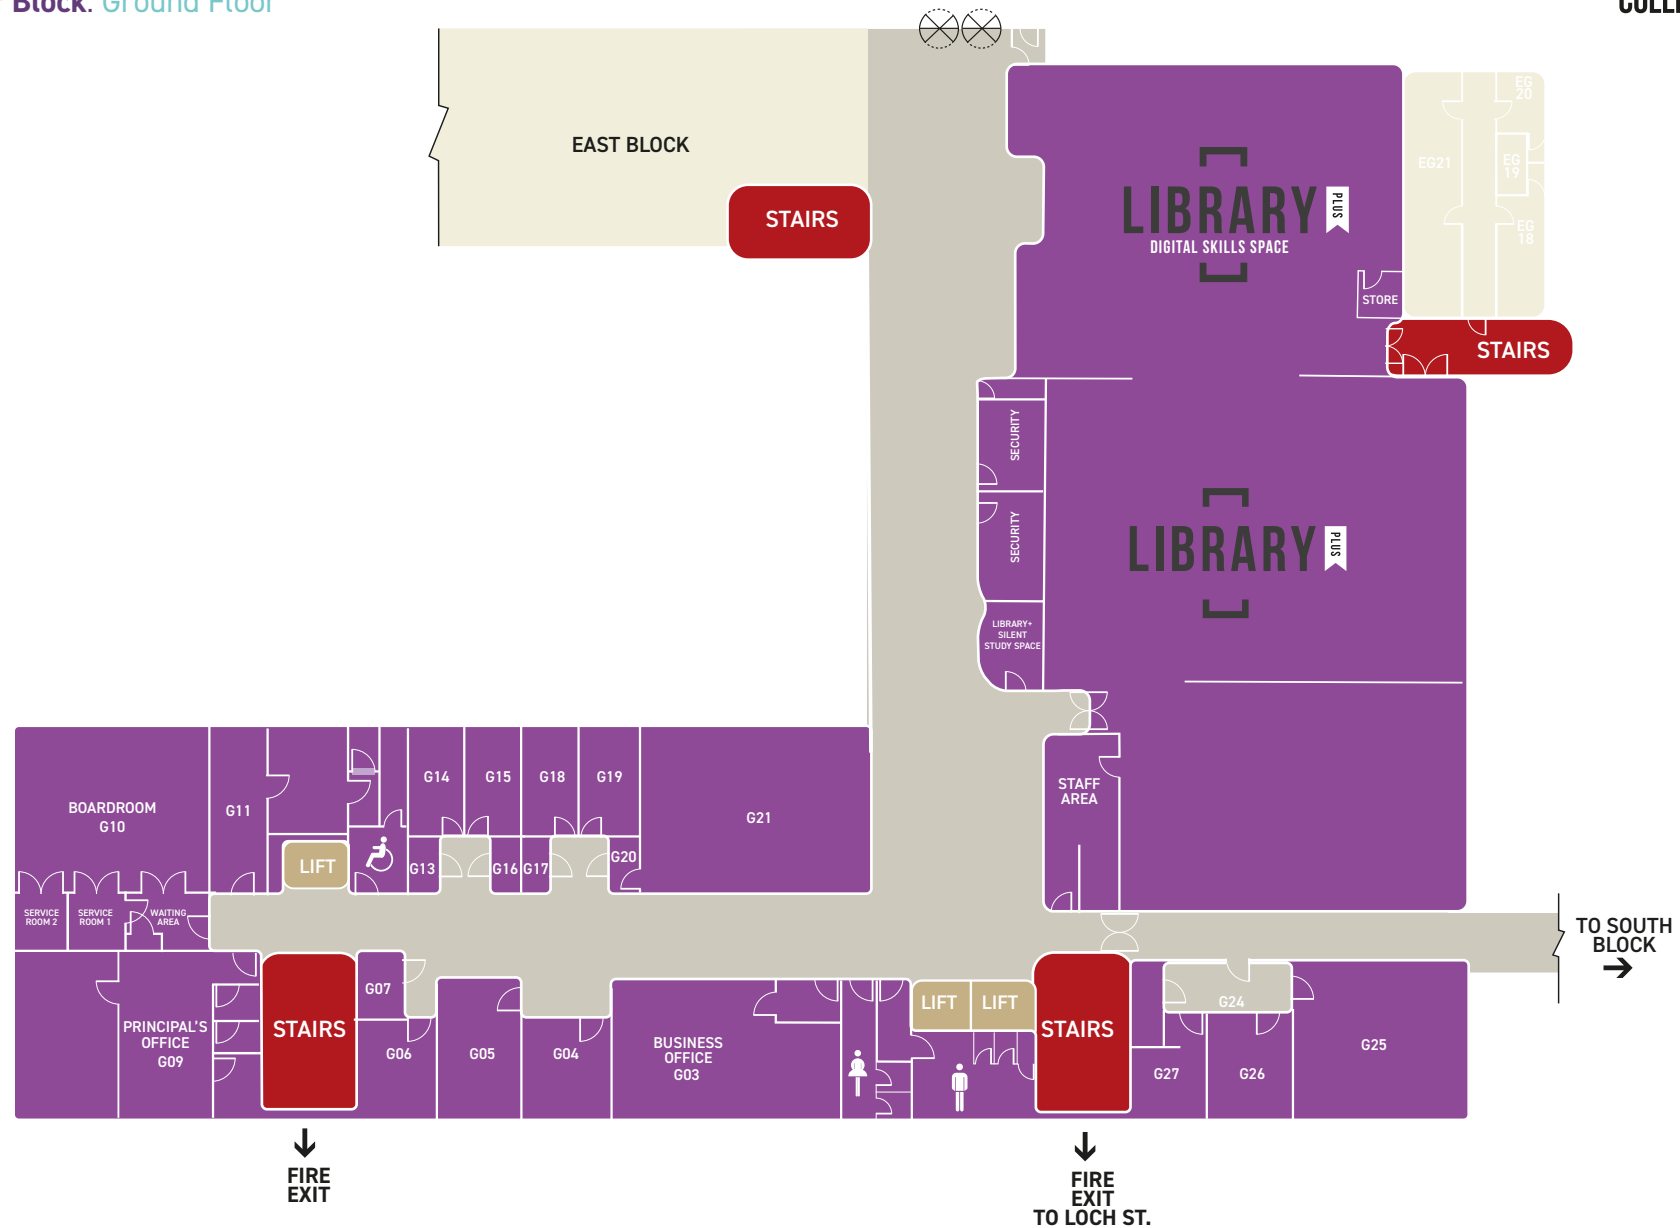 Block: Ground Floor
EAST BLOCK
STAIRS
EG
20
EG21
EG
19
EG
18
LIBRARY PLUS
DIGITAL SKILLS SPACE
STORE
STAIRS
SECURITY
SECURITY
LIBRARY PLUS
LIBRARY+
SILENT
STUDY SPACE
BOARDROOM
G10
G11
LIFT
G14
G15
G18
G19
G13
G16
G17
G20
G21
STAFF
AREA
SERVICE
ROOM 2
SERVICE
ROOM 1
WAITING
AREA
TO SOUTH
BLOCK
PRINCIPAL'S
OFFICE
G09
STAIRS
G07
G06
G05
G04
BUSINESS
OFFICE
G03
LIFT
LIFT
STAIRS
G24
G27
G26
G25
FIRE
EXIT
FIRE
EXIT
TO LOCH ST.